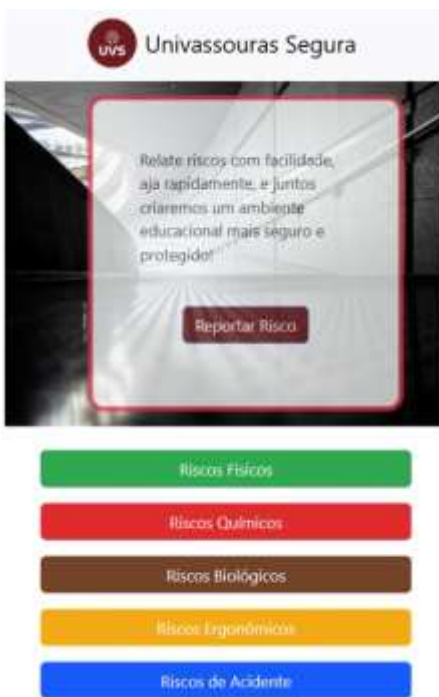 UVS
Univassouras Segura
Relate riscos com facilidade,
aja rapidamente, e juntos
criaremos um ambiente
educacional mais seguro e
protegido!
Reportar Risco
Riscos Físicos
Riscos Químicos
Riscos Biológicos
Riscos Ergonômicos
Riscos de Acidente